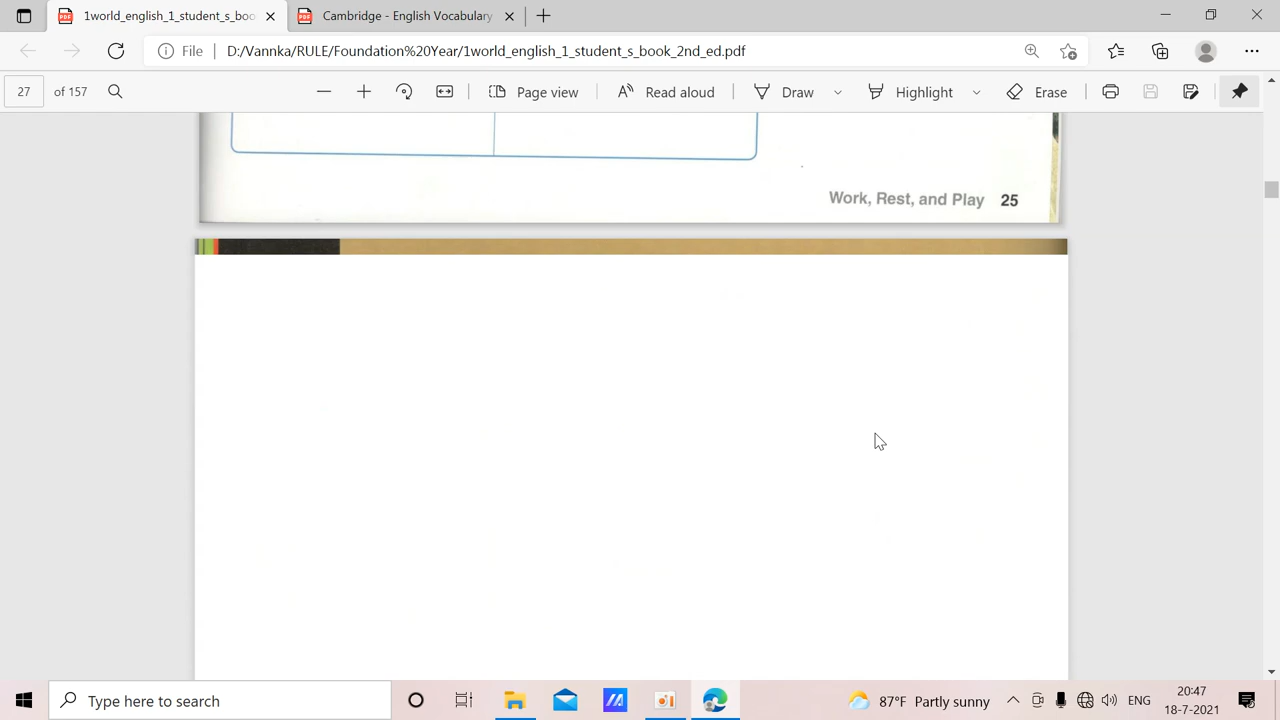 1world_english_1_student_s_boo
Cambridge - English Vocabulary
File
D:/Vannka/RULE/Foundation%20Year/1world_english_1_student_s_book_2nd_ed.pdf
27
of 157
Page view
Read aloud
Draw
Highlight
Erase
Work, Rest, and Play 25
Type here to search
87°F Partly sunny
ENG
20:47
18-7-2021